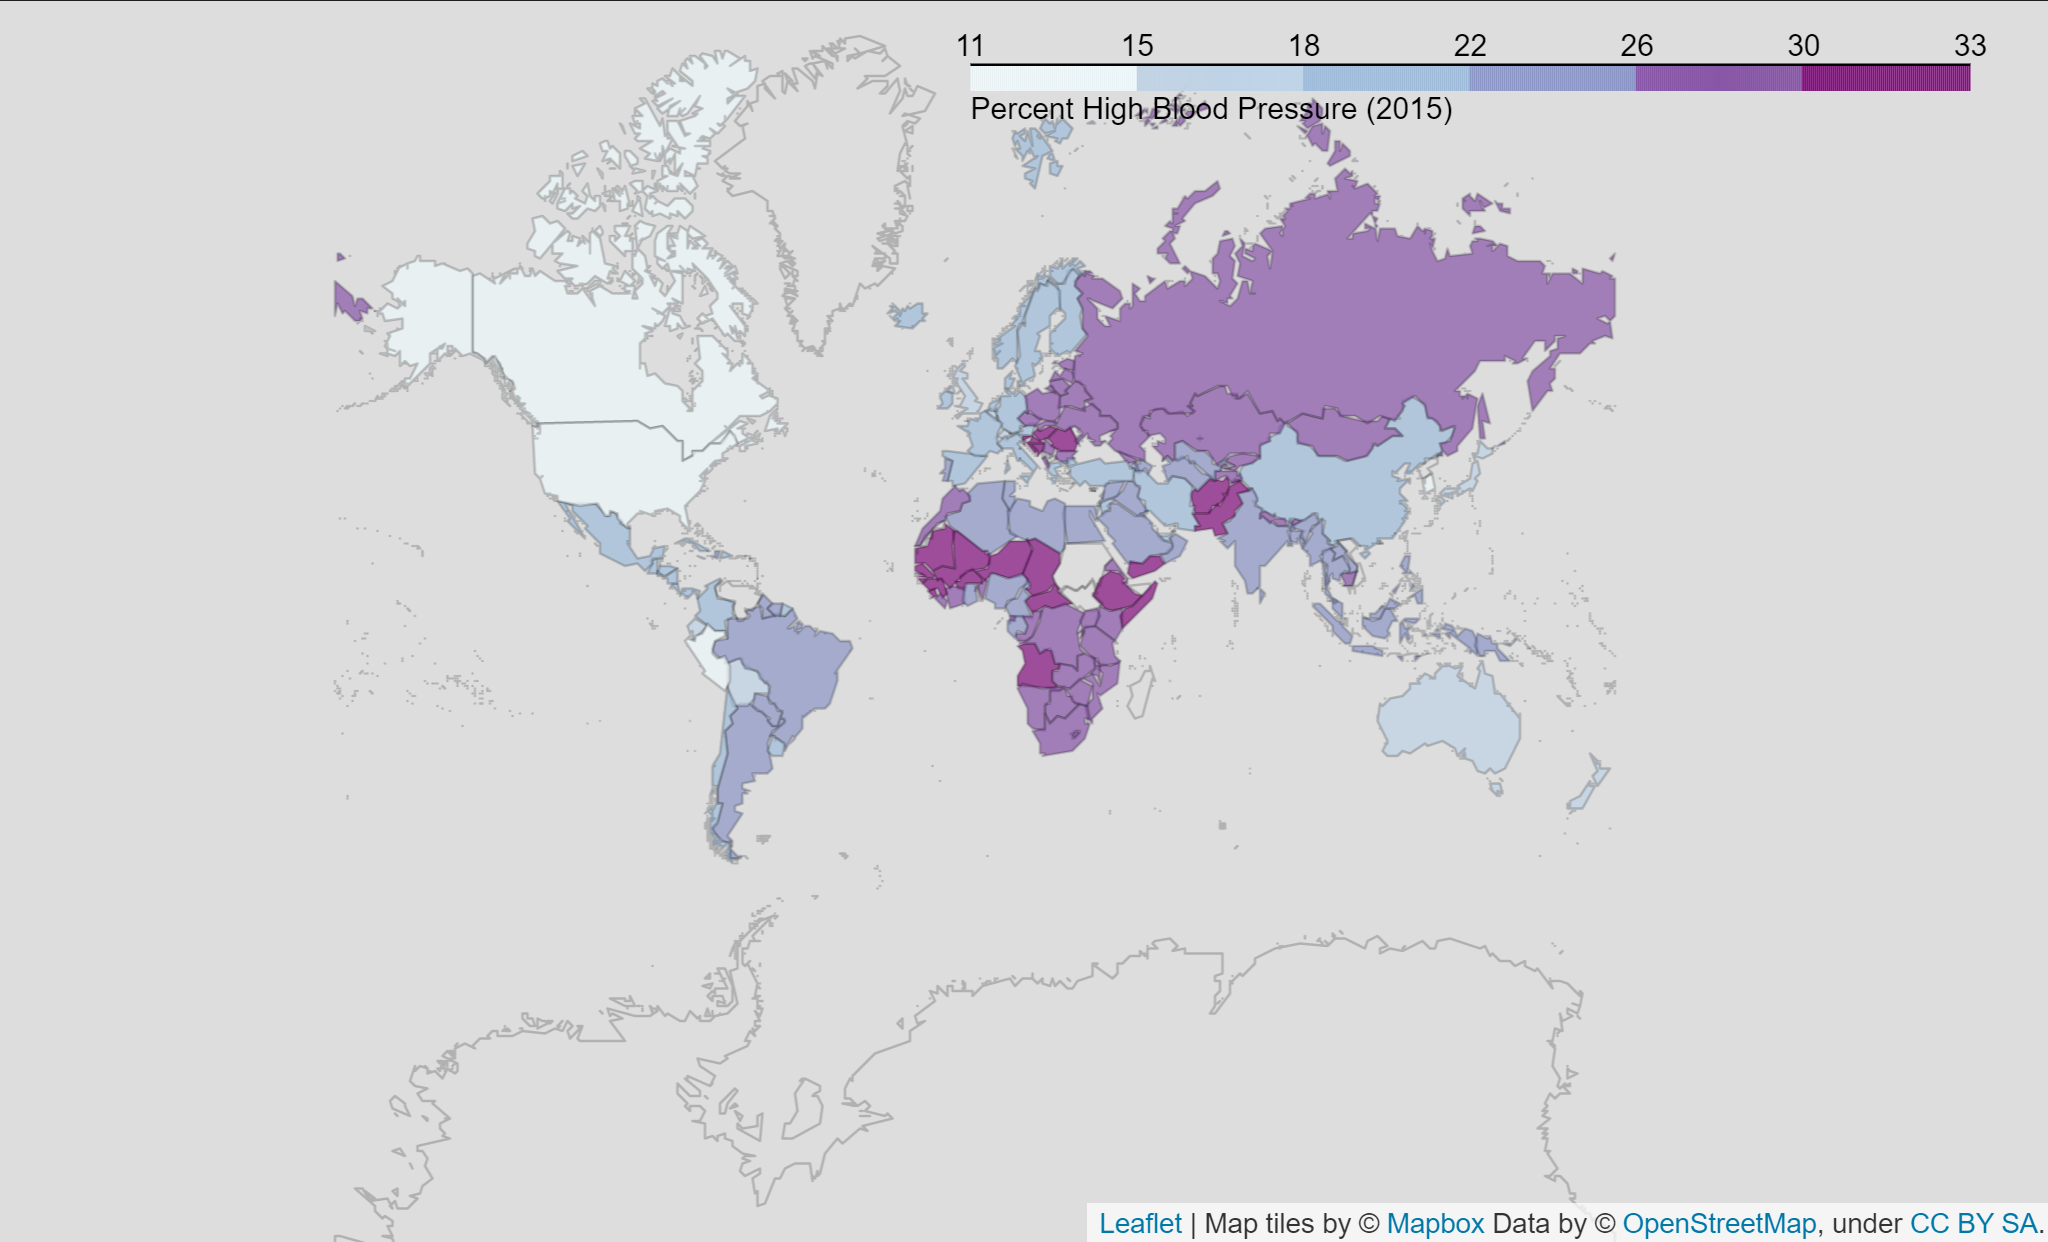 11 15 18 22 26 30 33
Percent High Blood Pressure (2015)
Leaflet | Map tiles by © Mapbox Data by © OpenStreetMap, under CC BY SA.